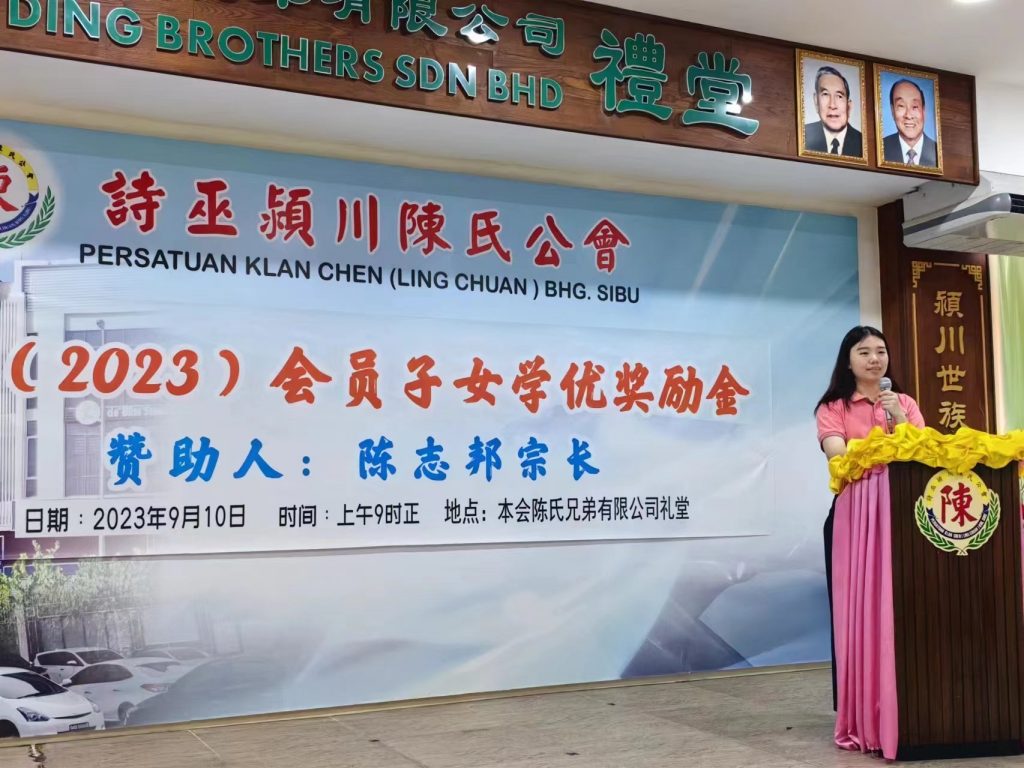 有限公司 禮堂
DING BROTHERS SDN BHD
詩巫潁川陳氏公會
PERSATUAN KLAN CHEN (LING CHUAN ) BHG. SIBU
（2023）会员子女学优奖励金
赞助人：陈志邦宗长
日期：2023年9月10日 时间：上午9时正 地点：本会陈氏兄弟有限公司礼堂
潁川世族
陳